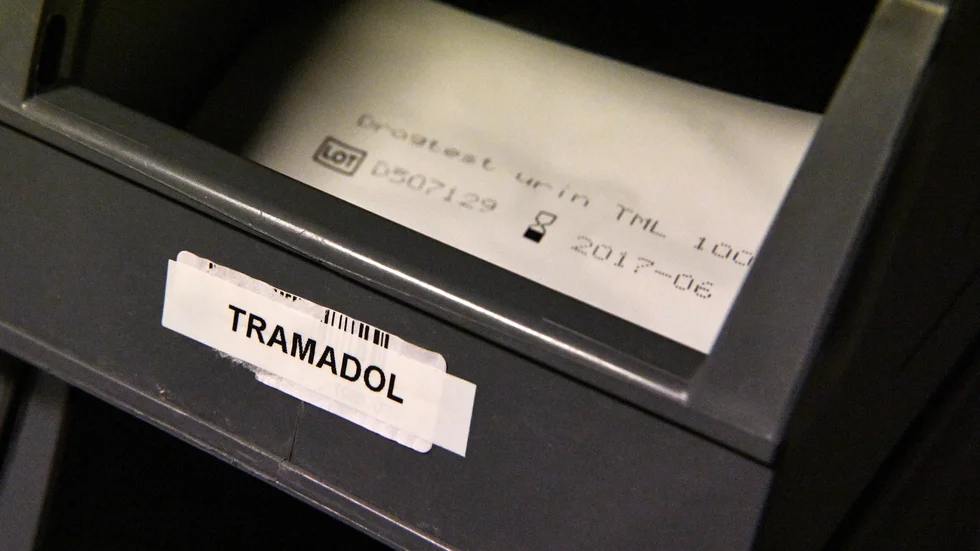 Drogtest urin TML 100
LOT D507129 2017-06
TRAMADOL